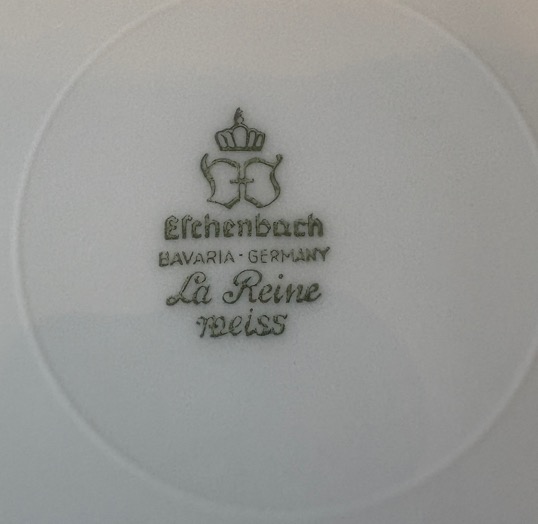 Eſchenbach
BAVARIA - GERMANY
La Reine
weiss